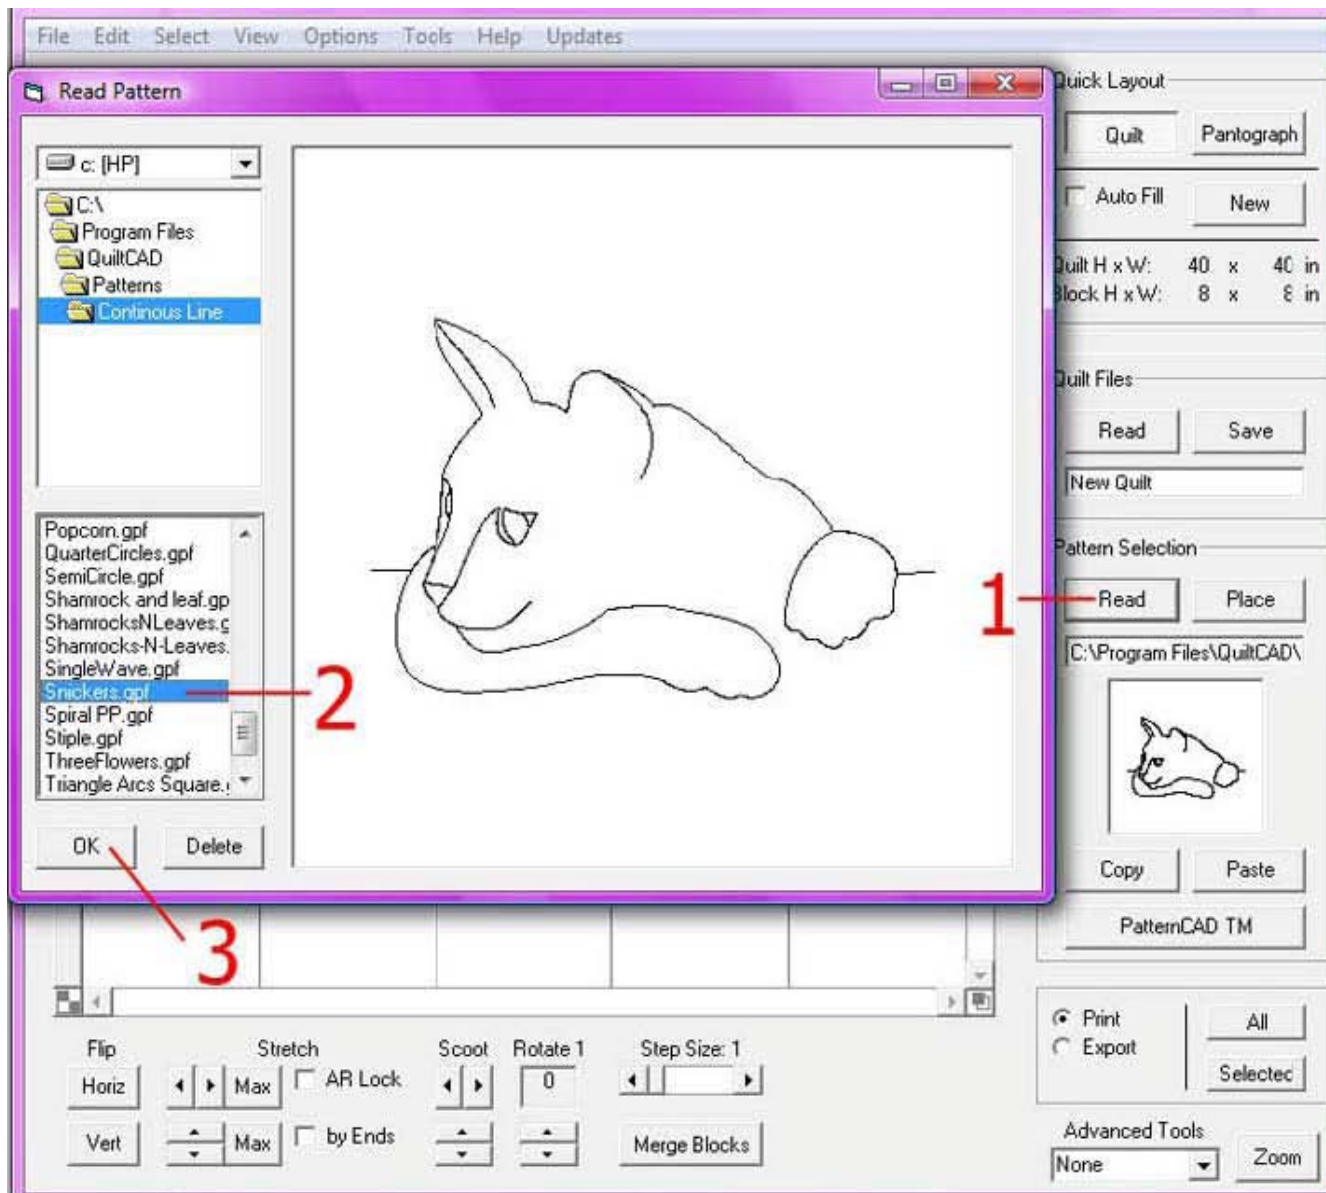 File Edit Select View Options Tools Help Updates
Read Pattern
c: [HP]
C:\
Program Files
QuiltCAD
Patterns
Continous Line
Popcorn.gpf
QuarterCircles.gpf
SemiCircle.gpf
Shamrock and leaf.gp
ShamrocksNLeaves.g
Shamrocks-N-Leaves.
SingleWave.gpf
Snickers.gpf
Spiral PP.gpf
Stiple.gpf
ThreeFlowers.gpf
Triangle Arcs Square.g
OK Delete
1
2
3
Quick Layout
Quilt Pantograph
Auto Fill New
Quilt H x W: 40 x 40 in
Block H x W: 8 x 8 in
Quilt Files
Read Save
New Quilt
Pattern Selection
Read Place
C:\Program Files\QuiltCAD\
Copy Paste
PatternCAD TM
Print All
Export Selectec
Advanced Tools
None Zoom
Flip Stretch Scoot Rotate 1 Step Size: 1
Horiz Max AR Lock 0
Vert Max by Ends Merge Blocks